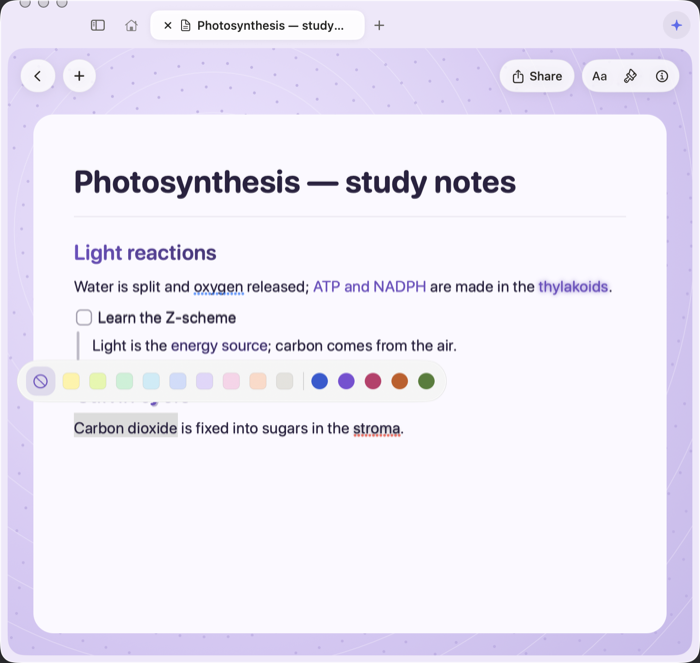 Photosynthesis — study...
Share
Aa
Photosynthesis — study notes
Light reactions
Water is split and oxygen released; ATP and NADPH are made in the thylakoids.
Learn the Z-scheme
Light is the energy source; carbon comes from the air.
Carbon dioxide is fixed into sugars in the stroma.